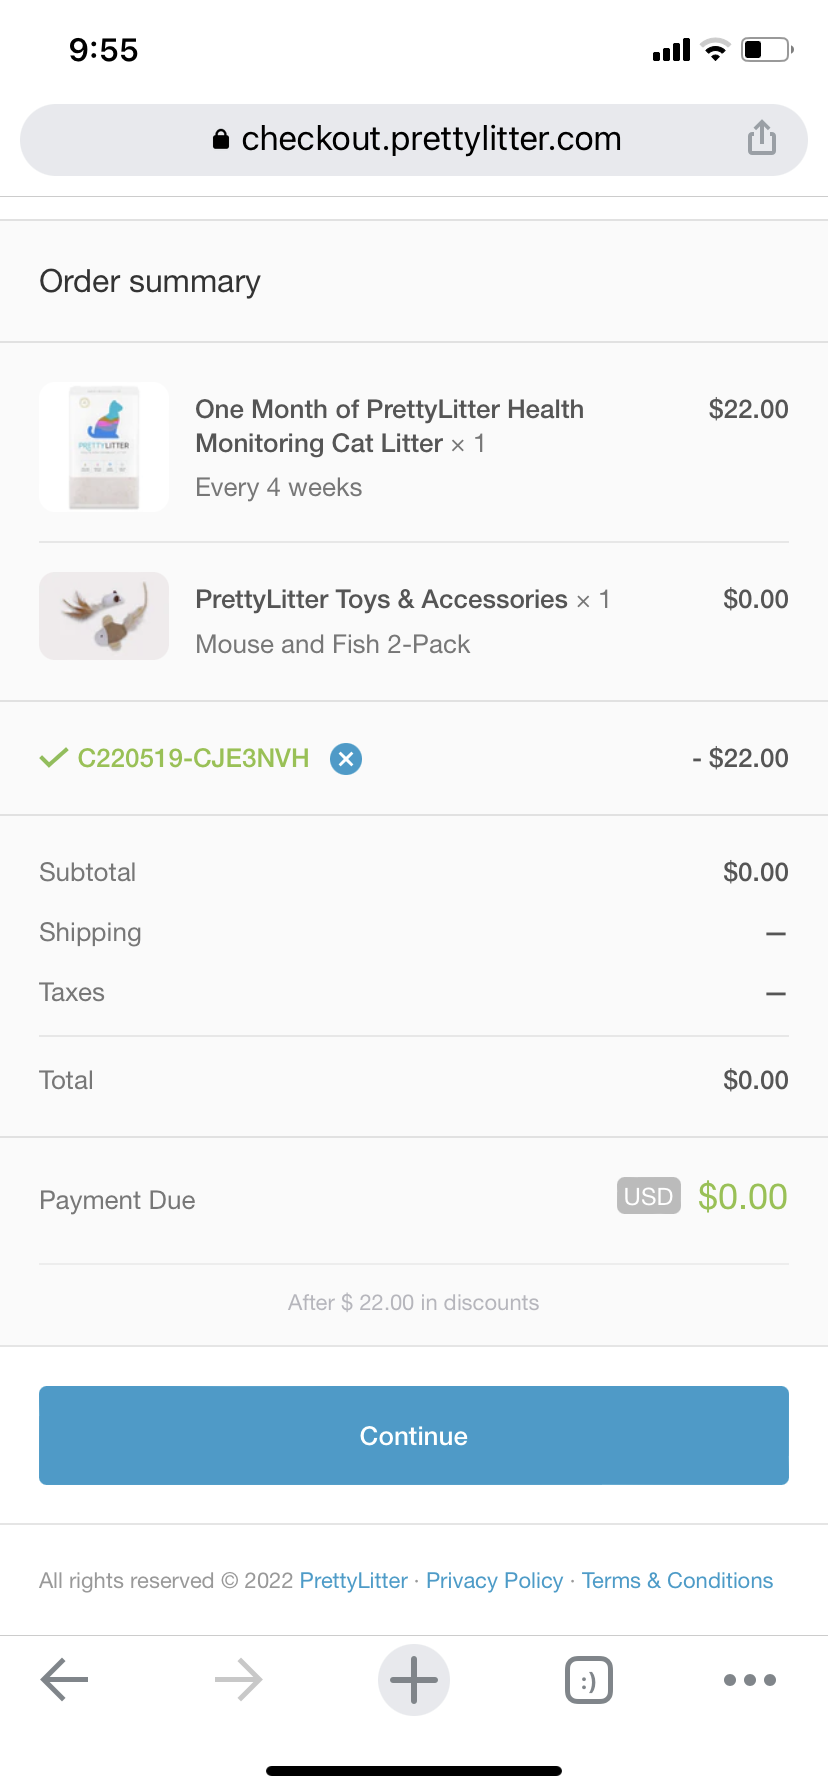 9:55
checkout.prettylitter.com
Order summary
One Month of PrettyLitter Health $22.00
Monitoring Cat Litter × 1
Every 4 weeks
PRETTYLITTER
PrettyLitter Toys & Accessories × 1 $0.00
Mouse and Fish 2-Pack
C220519-CJE3NVH - $22.00
Subtotal $0.00
Shipping —
Taxes —
Total $0.00
Payment Due USD $0.00
After $ 22.00 in discounts
Continue
All rights reserved © 2022 PrettyLitter · Privacy Policy · Terms & Conditions
:)